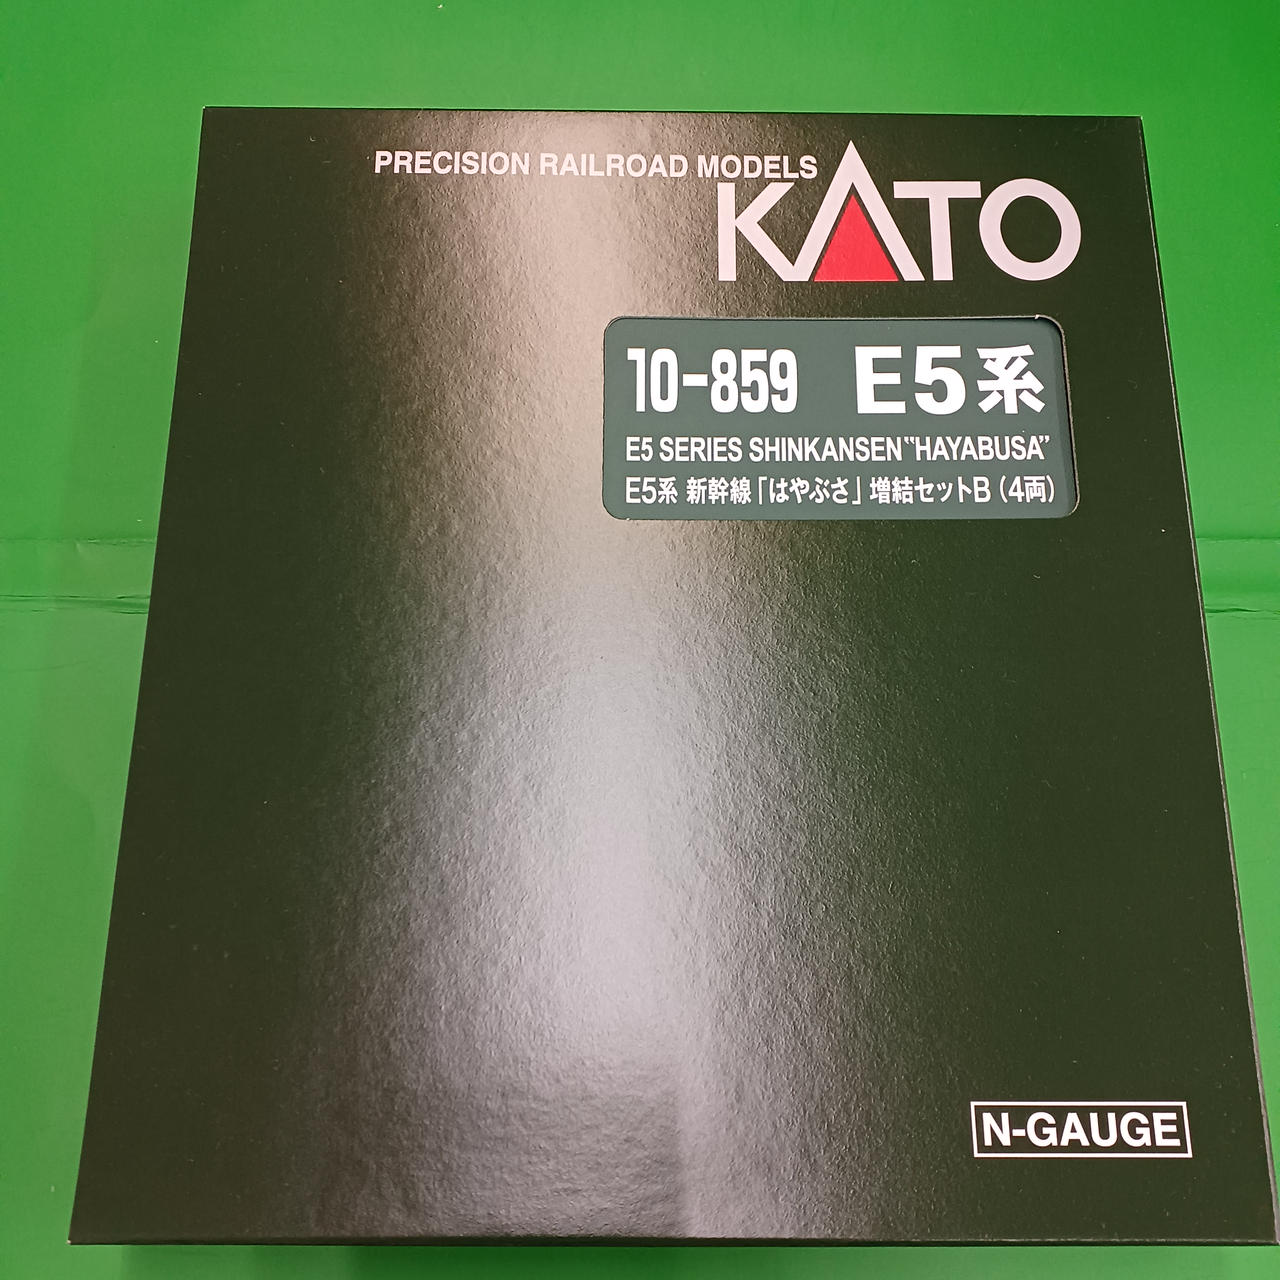 PRECISION RAILROAD MODELS
KATO
10-859 E5系
E5 SERIES SHINKANSEN "HAYABUSA"
E5系 新幹線「はやぶさ」増結セットB（4両）
N-GAUGE